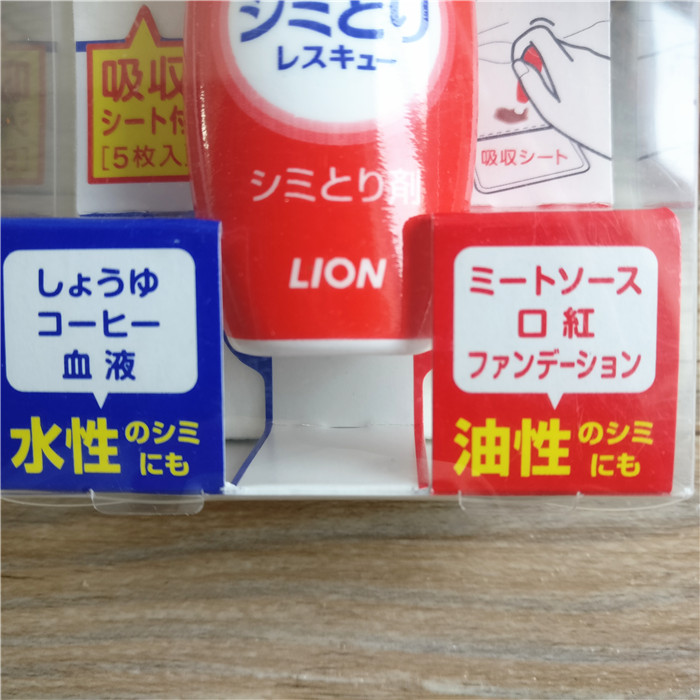 シミとり
レスキュー
吸収
シート付
[5枚入]
吸収シート
シミとり剤
LION
しょうゆ
コーヒー
血液
水性のシミ
にも
ミートソース
口紅
ファンデーション
油性のシミ
にも